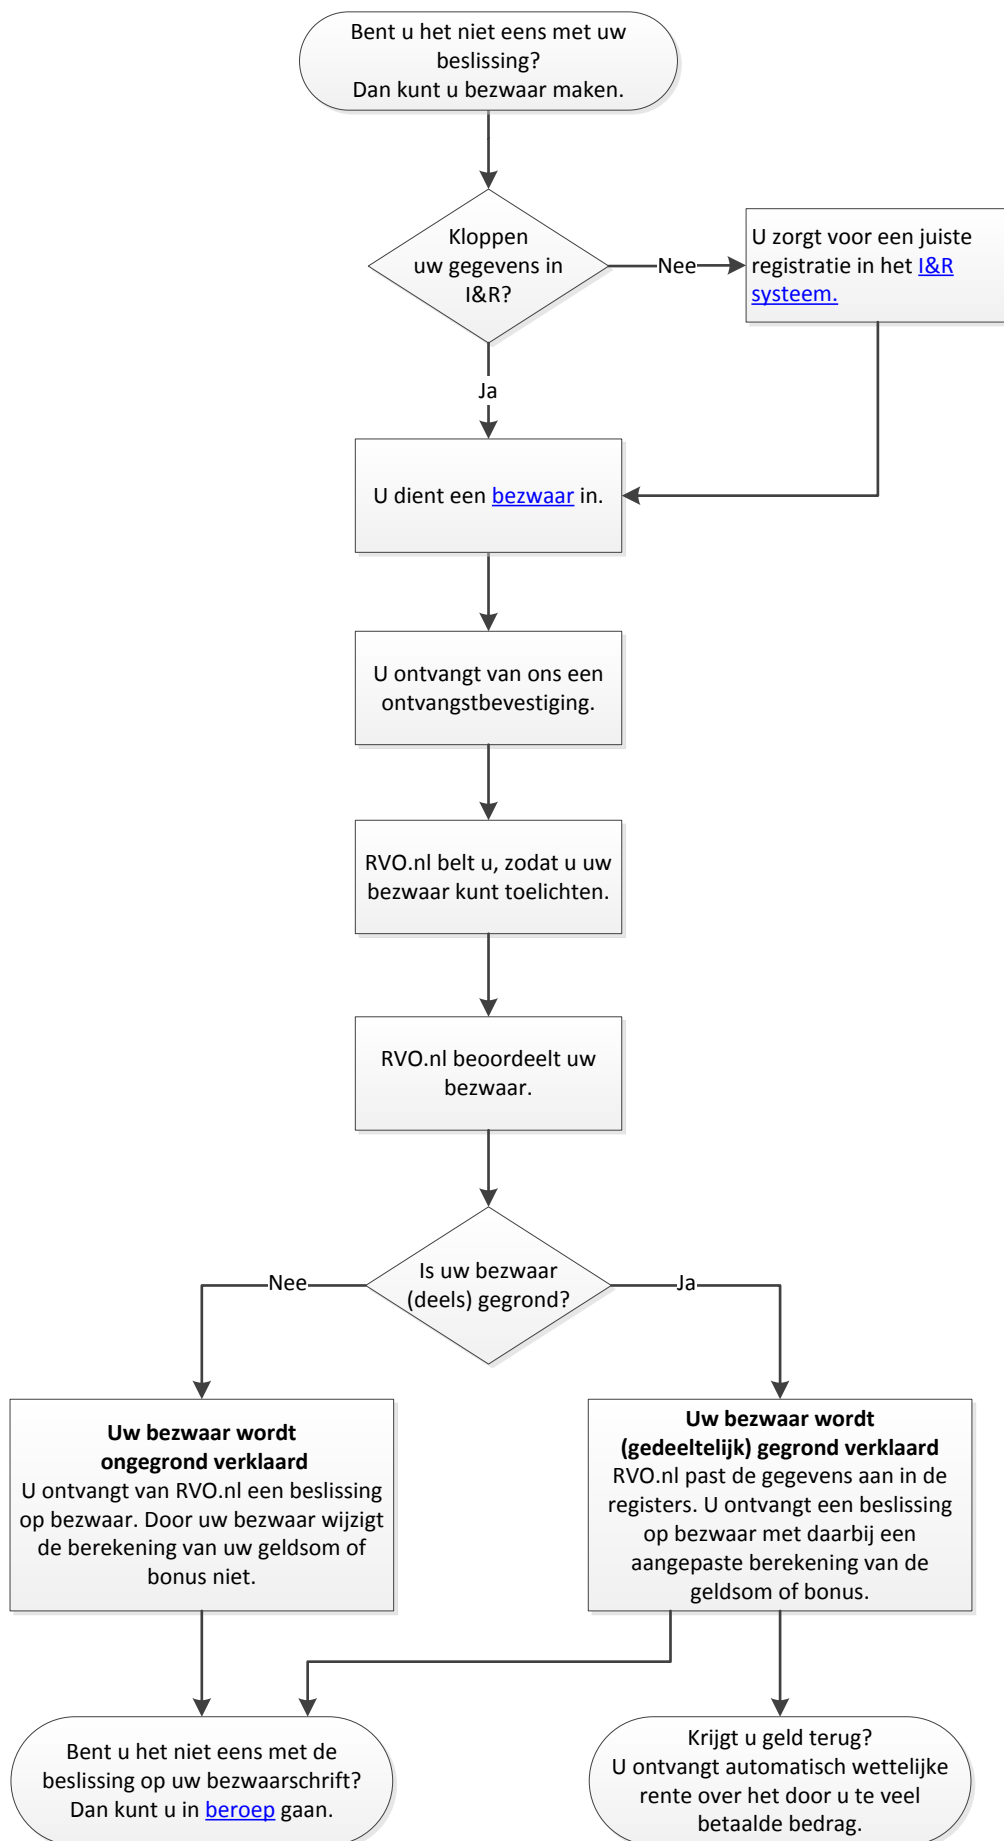 Bent u het niet eens met uw
beslissing?
Dan kunt u bezwaar maken.
Kloppen
uw gegevens in
I&R?
Nee
U zorgt voor een juiste
registratie in het I&R
systeem.
Ja
U dient een bezwaar in.
U ontvangt van ons een
ontvangstbevestiging.
RVO.nl belt u, zodat u uw
bezwaar kunt toelichten.
RVO.nl beoordeelt uw
bezwaar.
Is uw bezwaar
(deels) gegrond?
Nee
Ja
Uw bezwaar wordt
ongegrond verklaard
U ontvangt van RVO.nl een beslissing
op bezwaar. Door uw bezwaar wijzigt
de berekening van uw geldsom of
bonus niet.
Uw bezwaar wordt
(gedeeltelijk) gegrond verklaard
RVO.nl past de gegevens aan in de
registers. U ontvangt een beslissing
op bezwaar met daarbij een
aangepaste berekening van de
geldsom of bonus.
Bent u het niet eens met de
beslissing op uw bezwaarschrift?
Dan kunt u in beroep gaan.
Krijgt u geld terug?
U ontvangt automatisch wettelijke
rente over het door u te veel
betaalde bedrag.